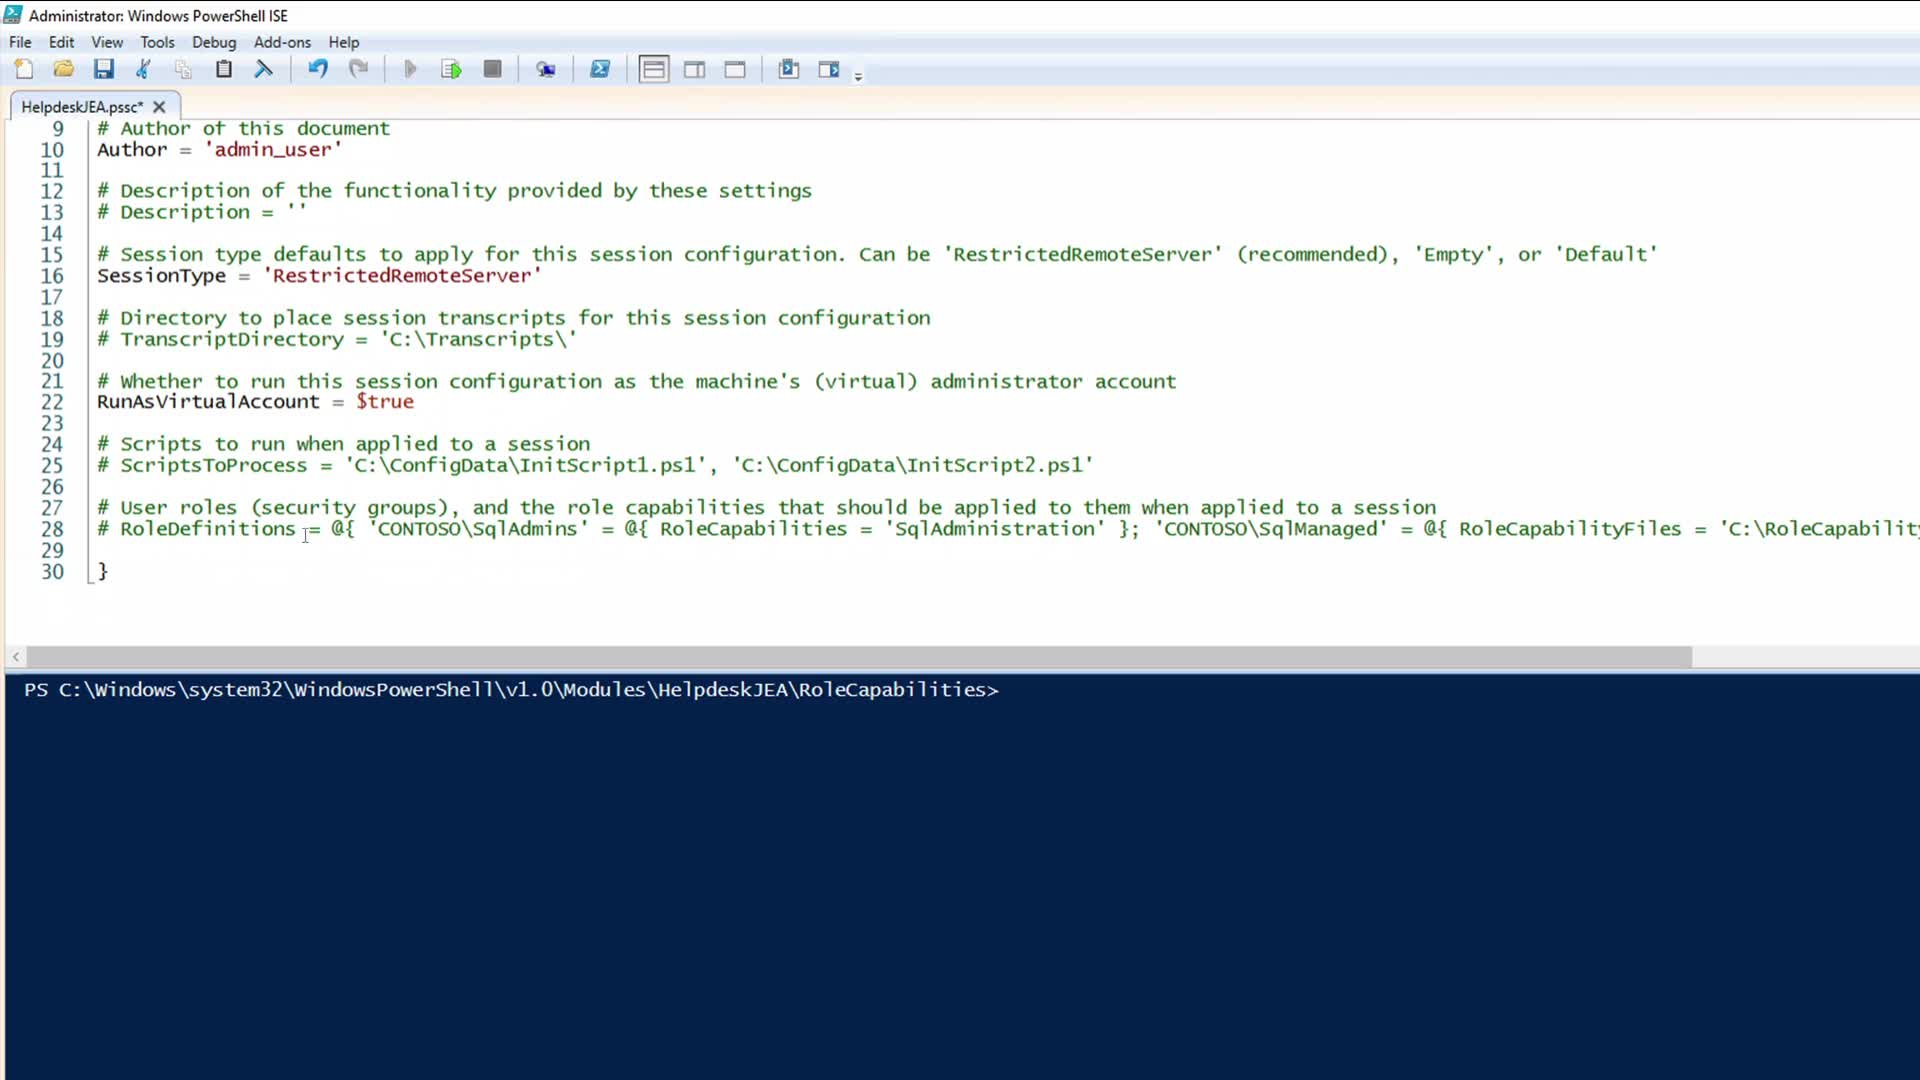 Administrator: Windows PowerShell ISE
File Edit View Tools Debug Add-ons Help
HelpdeskJEA.pssc*
9 # Author of this document
10 Author = 'admin_user'
11
12 # Description of the functionality provided by these settings
13 # Description = ''
14
15 # Session type defaults to apply for this session configuration. Can be 'RestrictedRemoteServer' (recommended), 'Empty', or 'Default'
16 SessionType = 'RestrictedRemoteServer'
17
18 # Directory to place session transcripts for this session configuration
19 # TranscriptDirectory = 'C:\Transcripts\'
20
21 # Whether to run this session configuration as the machine's (virtual) administrator account
22 RunAsVirtualAccount = $true
23
24 # Scripts to run when applied to a session
25 # ScriptsToProcess = 'C:\ConfigData\InitScript1.ps1', 'C:\ConfigData\InitScript2.ps1'
26
27 # User roles (security groups), and the role capabilities that should be applied to them when applied to a session
28 # RoleDefinitions = @{ 'CONTOSO\SqlAdmins' = @{ RoleCapabilities = 'SqlAdministration' }; 'CONTOSO\SqlManaged' = @{ RoleCapabilityFiles = 'C:\RoleCapability
29
30 }
PS C:\Windows\system32\WindowsPowerShell\v1.0\Modules\HelpdeskJEA\RoleCapabilities>